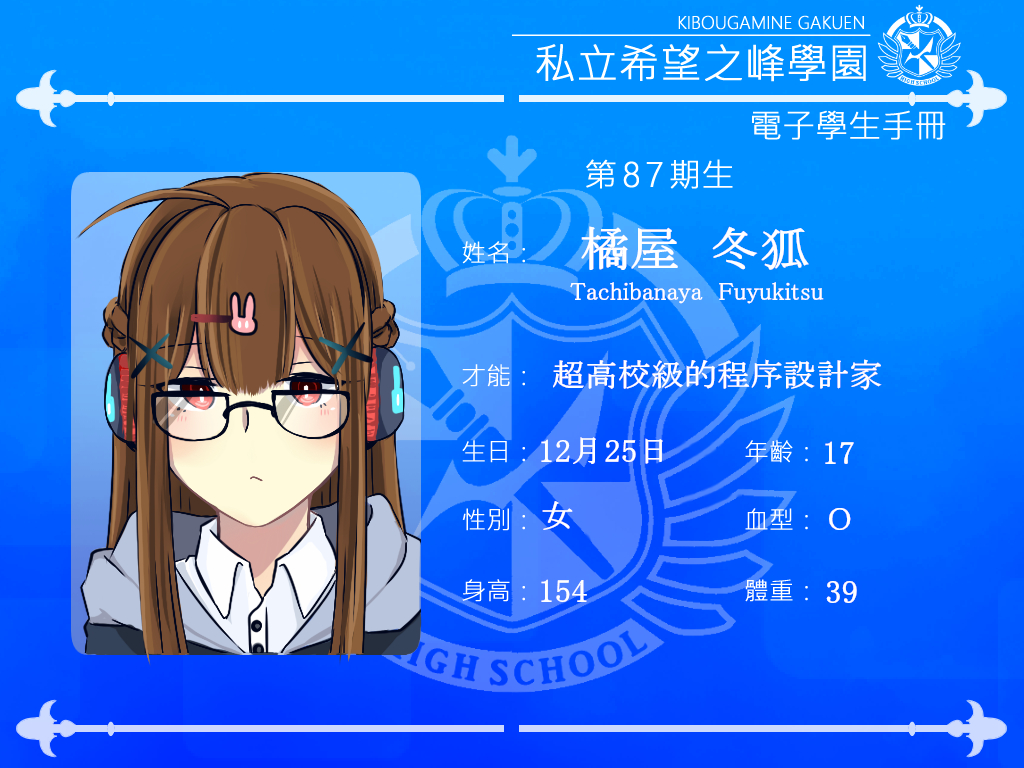 KIBOUGAMINE GAKUEN
私立希望之峰學園
HIGH SCHOOL
電子學生手冊
第87期生
姓名： 橘屋 冬狐
Tachibanaya Fuyukitsu
才能： 超高校級的程序設計家
生日：12月25日 年齡：17
性別：女 血型：O
身高：154 體重：39
HIGH SCHOOL